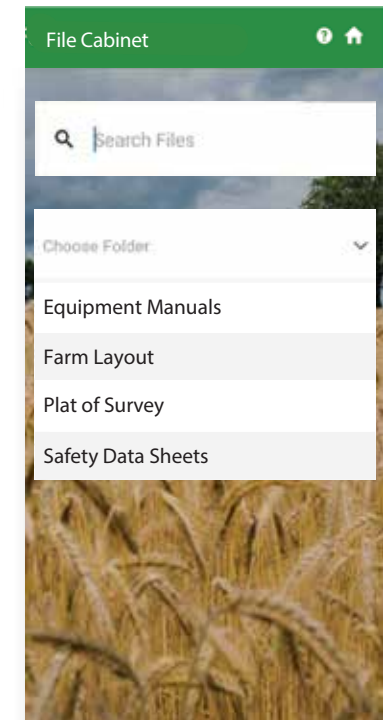 File Cabinet
Search Files
Choose Folder
Equipment Manuals
Farm Layout
Plat of Survey
Safety Data Sheets